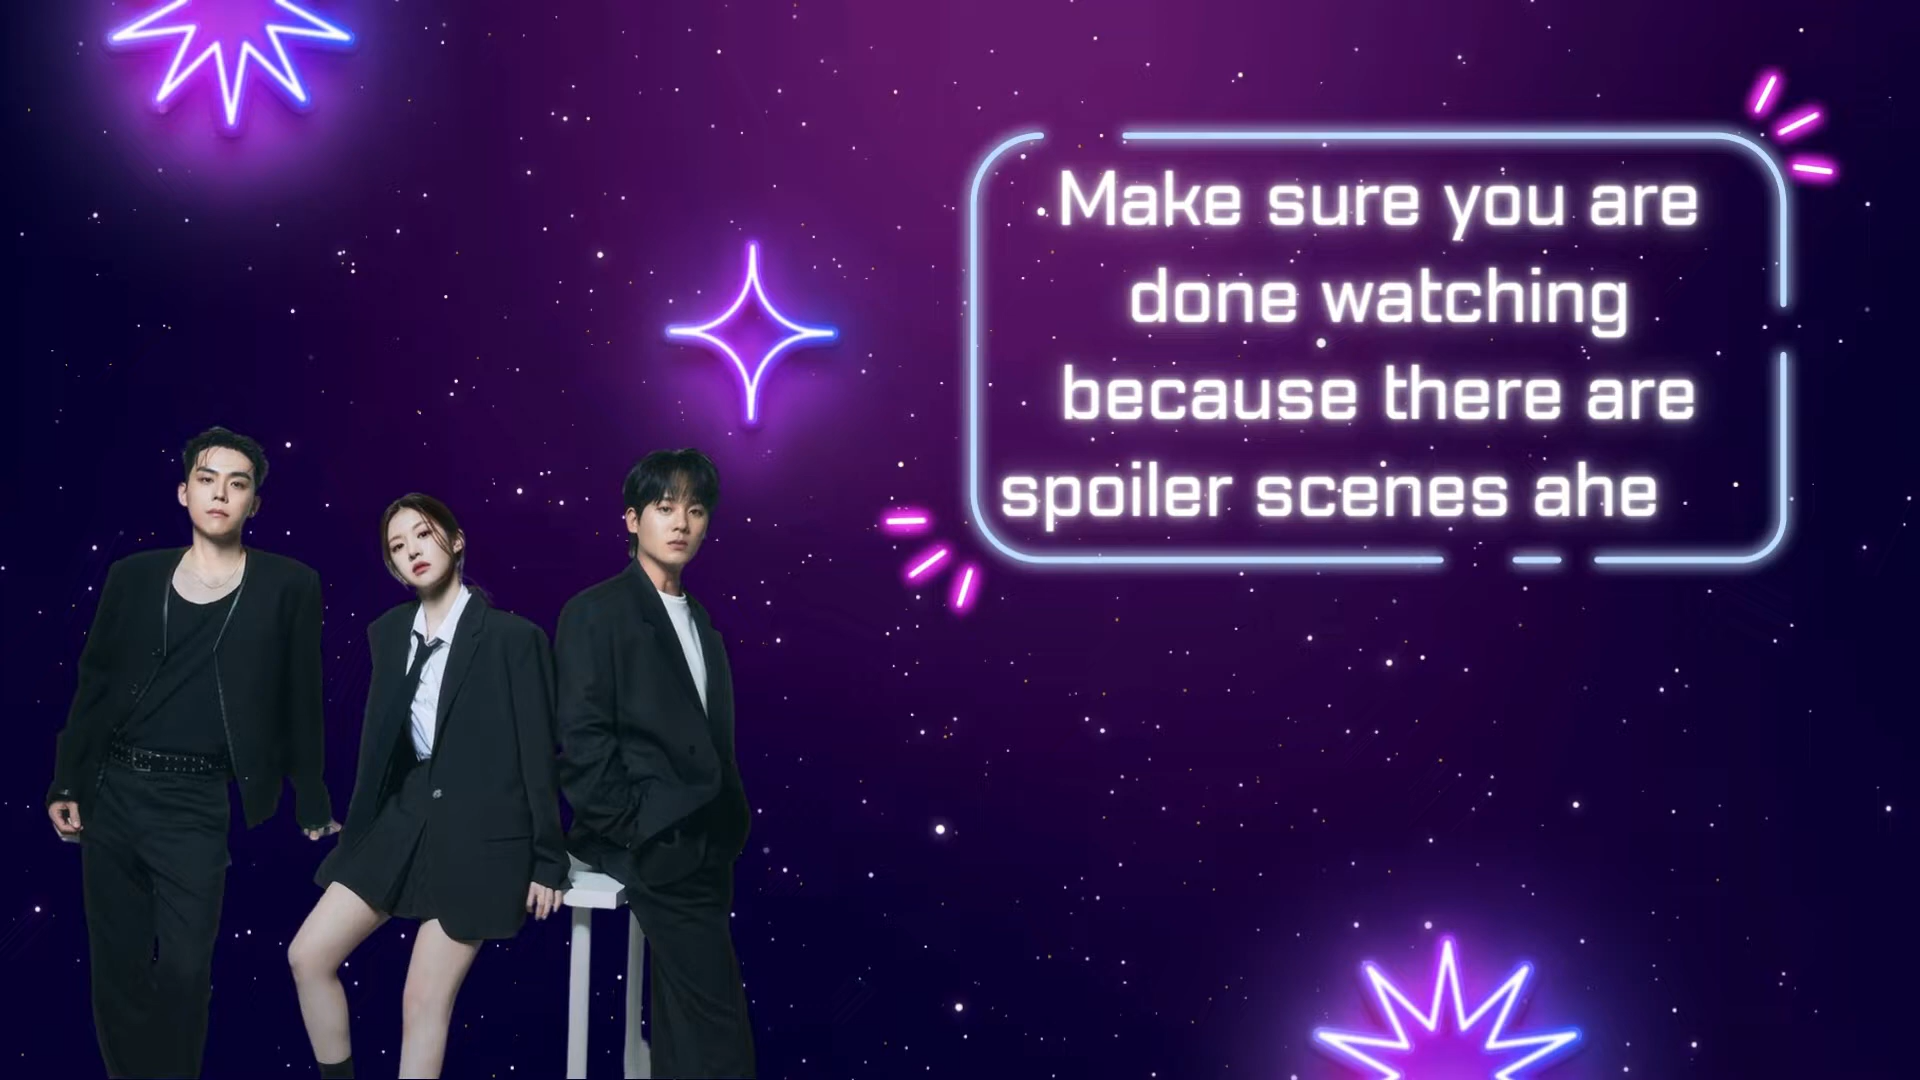 Make sure you are
done watching
because there are
spoiler scenes ahe